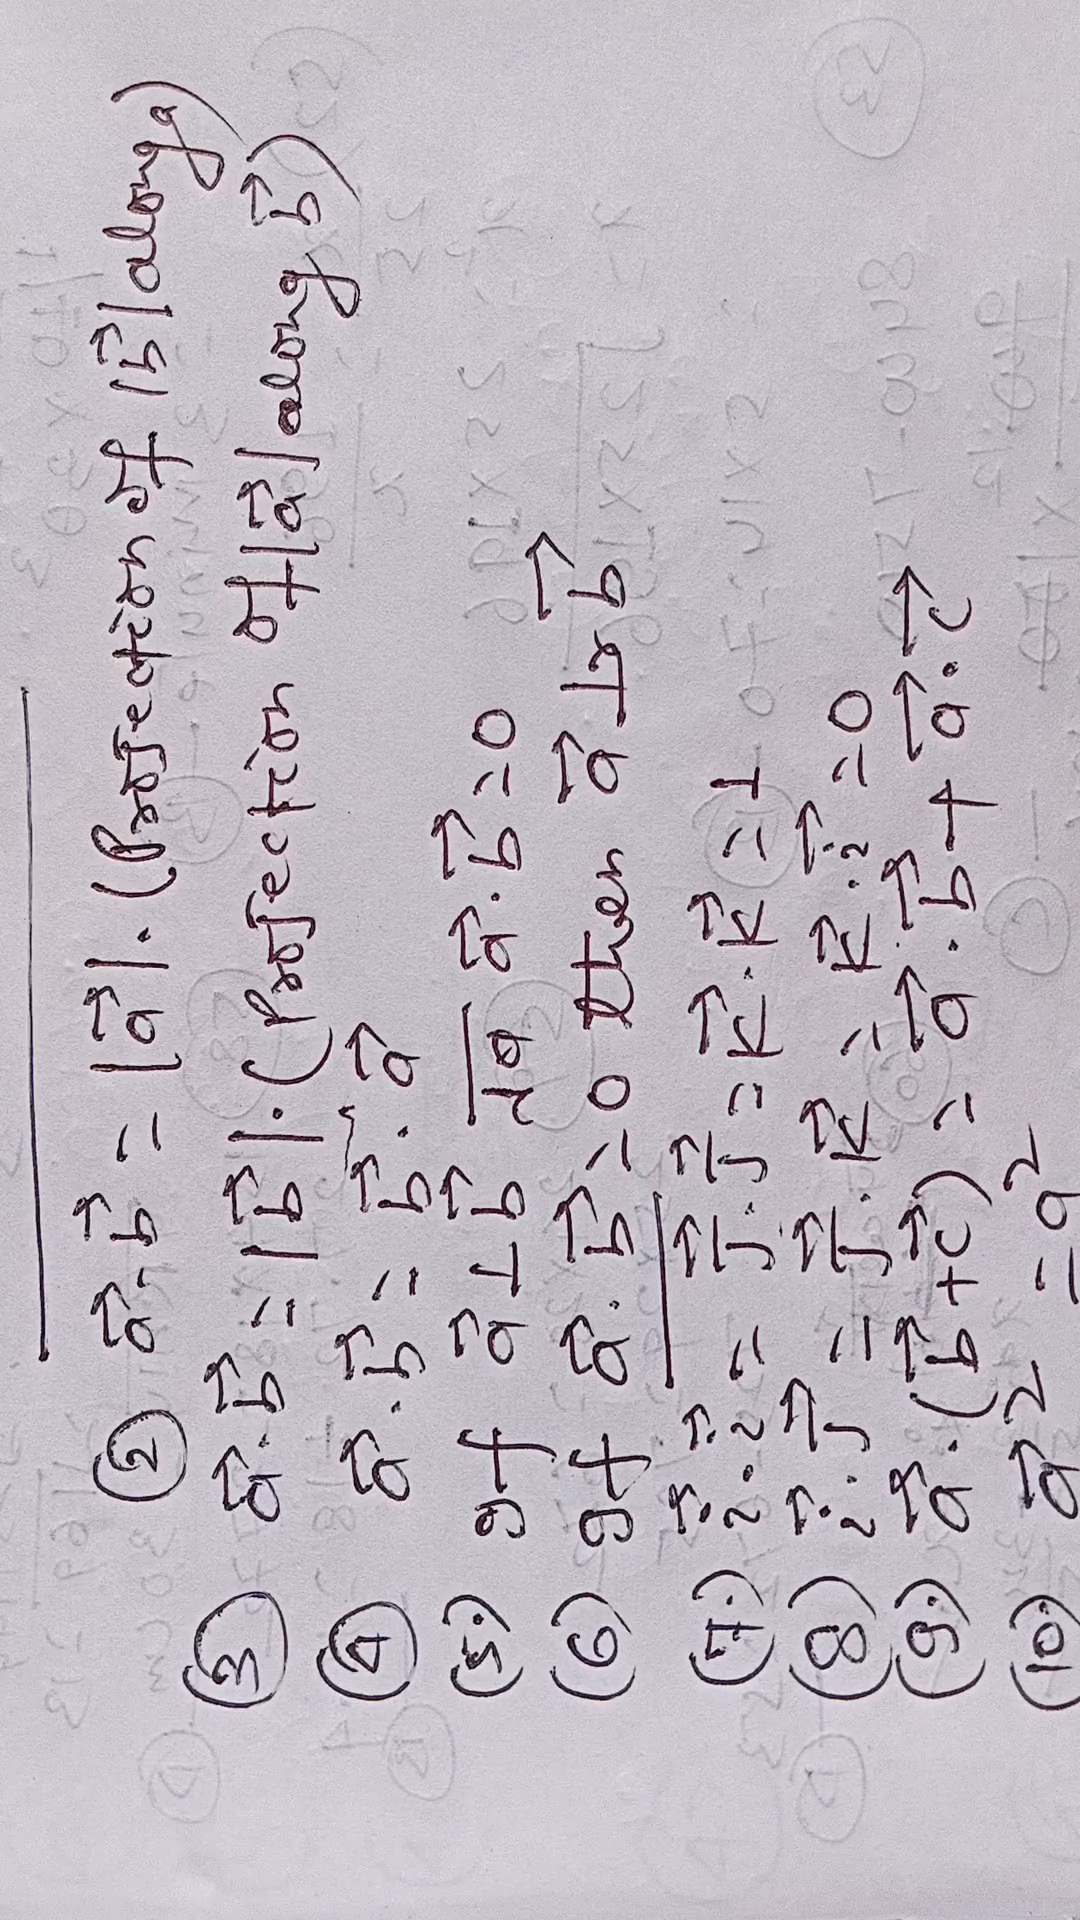 ② a⃗.b⃗ = |a⃗|.(Projection of |b⃗| along a)
③ a⃗.b⃗ = |b⃗|.(Projection of |a⃗| along b⃗)
④ a⃗.b⃗ = b⃗.a⃗
⑤. If a⃗ ⊥ b⃗ a⃗.b⃗ = 0
⑥ If a⃗.b⃗ = 0 then a⃗ ⊥ b⃗
⑦. i⃗.i⃗ = j⃗.j⃗ = k⃗.k⃗ = 1
⑧ i⃗.j⃗ = j⃗.k⃗ = k⃗.i⃗ = 0
⑨. a⃗.(b⃗+c⃗) = a⃗.b⃗ + a⃗.c⃗
⑩. a⃗² = a²